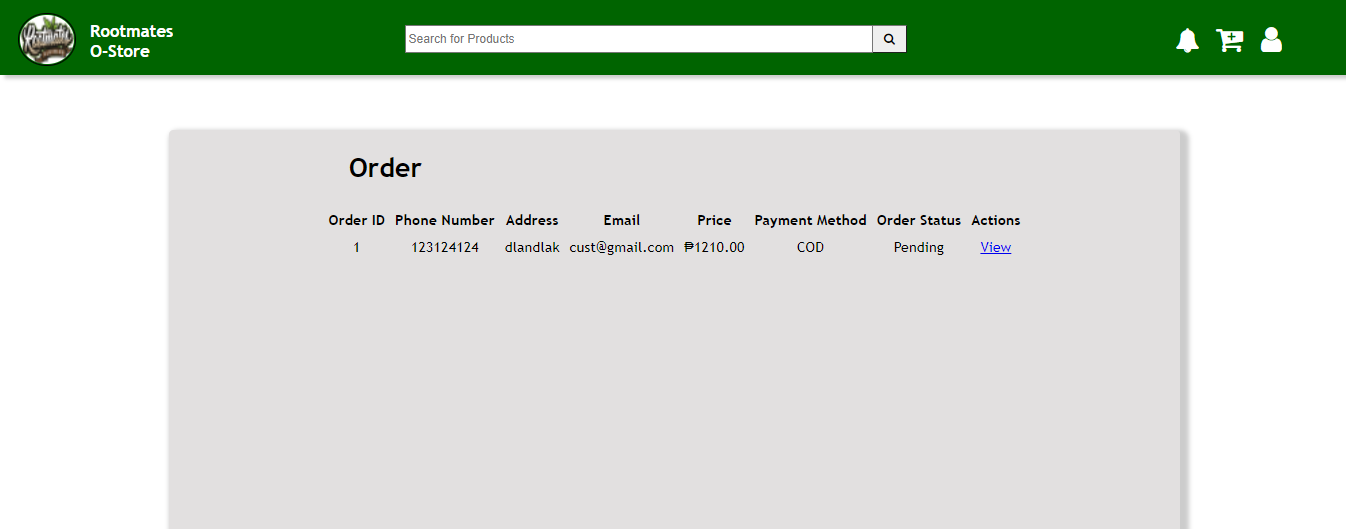 Rootmates
Rootmates
O-Store
Search for Products
Order
Order ID Phone Number Address Email Price Payment Method Order Status Actions
1 123124124 dlandlak cust@gmail.com ₱1210.00 COD Pending View